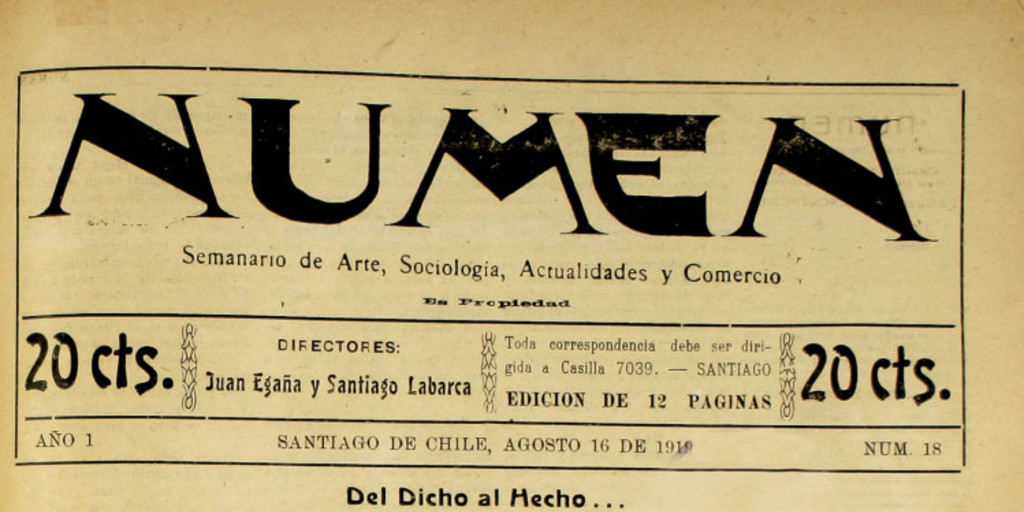 NUMEN
Semanario de Arte, Sociologia, Actualidades y Comercio
Es Propiedad
20 cts.
DIRECTORES:
Juan Egaña y Santiago Labarca
Toda correspondencia debe ser diri-
gida a Casilla 7039. — SANTIAGO
EDICION DE 12 PAGINAS
20 cts.
AÑO 1
SANTIAGO DE CHILE, AGOSTO 16 DE 1919
NUM. 18
Del Dicho al Hecho...